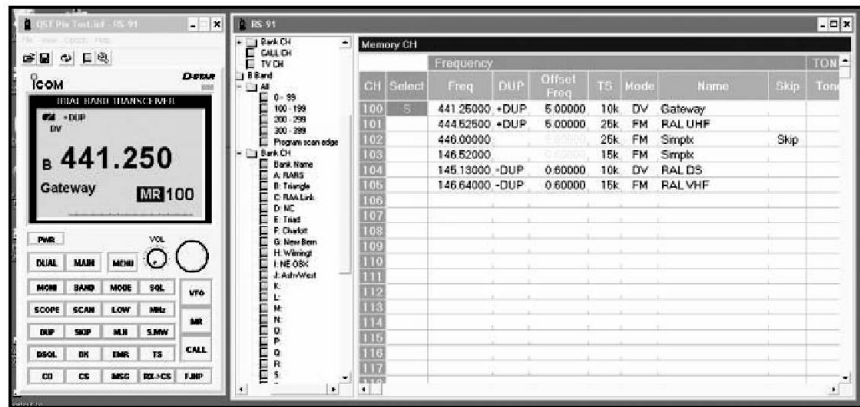 QST Pix Test.icf - RS-91
RS-91
ICOM
D-STAR
DUAL BAND TRANSCEIVER
+DUP
DV
B 441.250
Gateway
MR 100
PWR
VOL
DUAL MAIN MENU
MONI BAND MODE SQL VFO
SCOPE SCAN LOW MHz
MR
DUP SKIP S.MW
DSQL TS CALL
CD CS MSG RX>CS F.INP
Bank CH
CALL CH
TV CH
B Band
All
0 - 99
100 - 199
200 - 299
300 - 399
Program scan edge
Bank CH
Bank Name
A: RARS
B: Triangle
C: RAA Link
D: NC
E: Triad
F: Charlott
G: New Bern
H: Wilmingt
I: NE OBX
J: Ash/West
K:
L:
M:
N:
O:
P:
Q:
R:
S:
Memory CH
Frequency TON
CH Select Freq DUP Offset Freq TS Mode Name Skip Tone
100 S 441.25000 +DUP 5.00000 10k DV Gateway
101 444.52500 +DUP 5.00000 25k FM RAL UHF
102 446.00000 25k FM Simplx Skip
103 146.52000 15k FM Simplx
104 145.13000 -DUP 0.60000 10k DV RAL DS
105 146.64000 -DUP 0.60000 15k FM RAL VHF
106
107
108
109
110
111
112
113
114
115
116
117